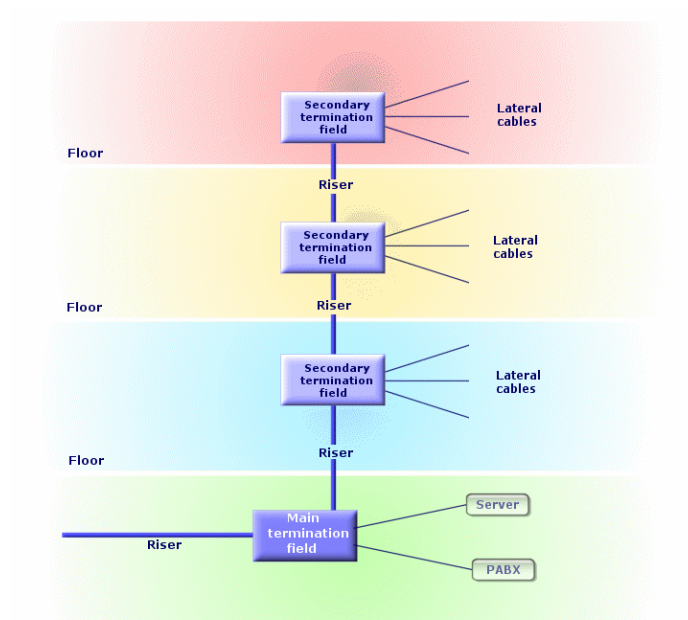 Secondary
termination
field
Lateral
cables
Floor
Riser
Secondary
termination
field
Lateral
cables
Floor
Riser
Secondary
termination
field
Lateral
cables
Riser
Floor
Main
termination
field
Server
Riser
PABX